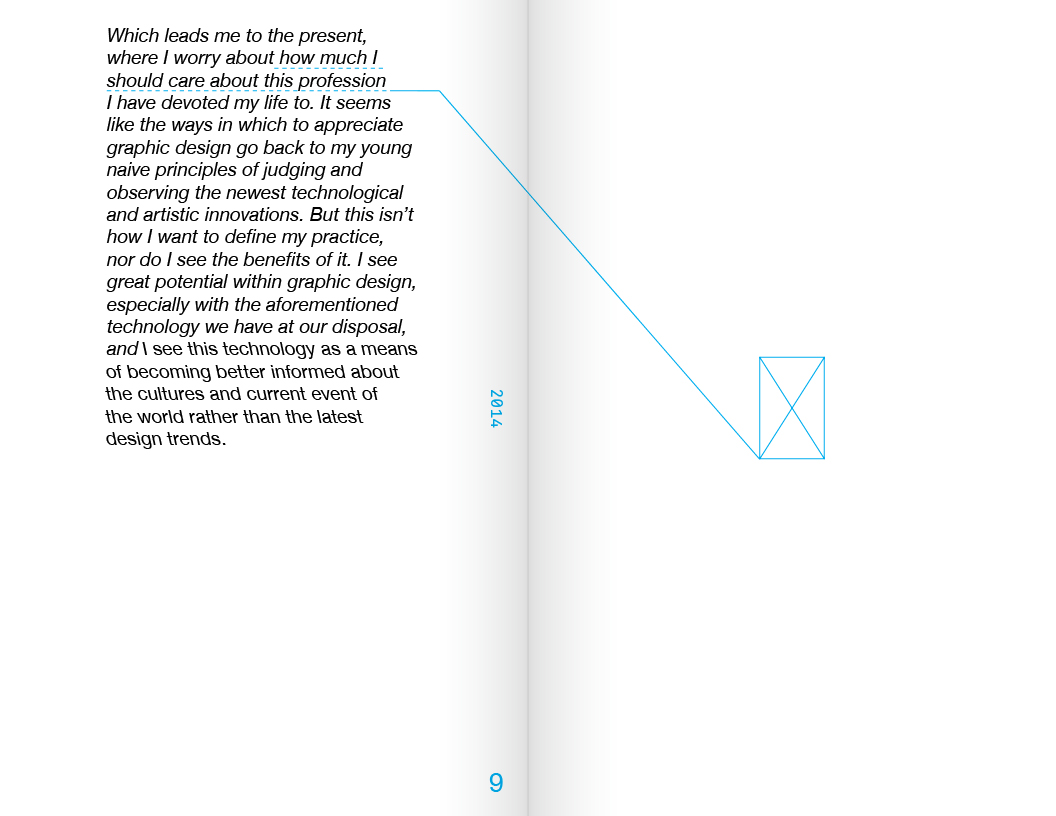 Which leads me to the present,
where I worry about how much I
should care about this profession
I have devoted my life to. It seems
like the ways in which to appreciate
graphic design go back to my young
naive principles of judging and
observing the newest technological
and artistic innovations. But this isn’t
how I want to define my practice,
nor do I see the benefits of it. I see
great potential within graphic design,
especially with the aforementioned
technology we have at our disposal,
and I see this technology as a means
of becoming better informed about
the cultures and current event of
the world rather than the latest
design trends.
2014
9